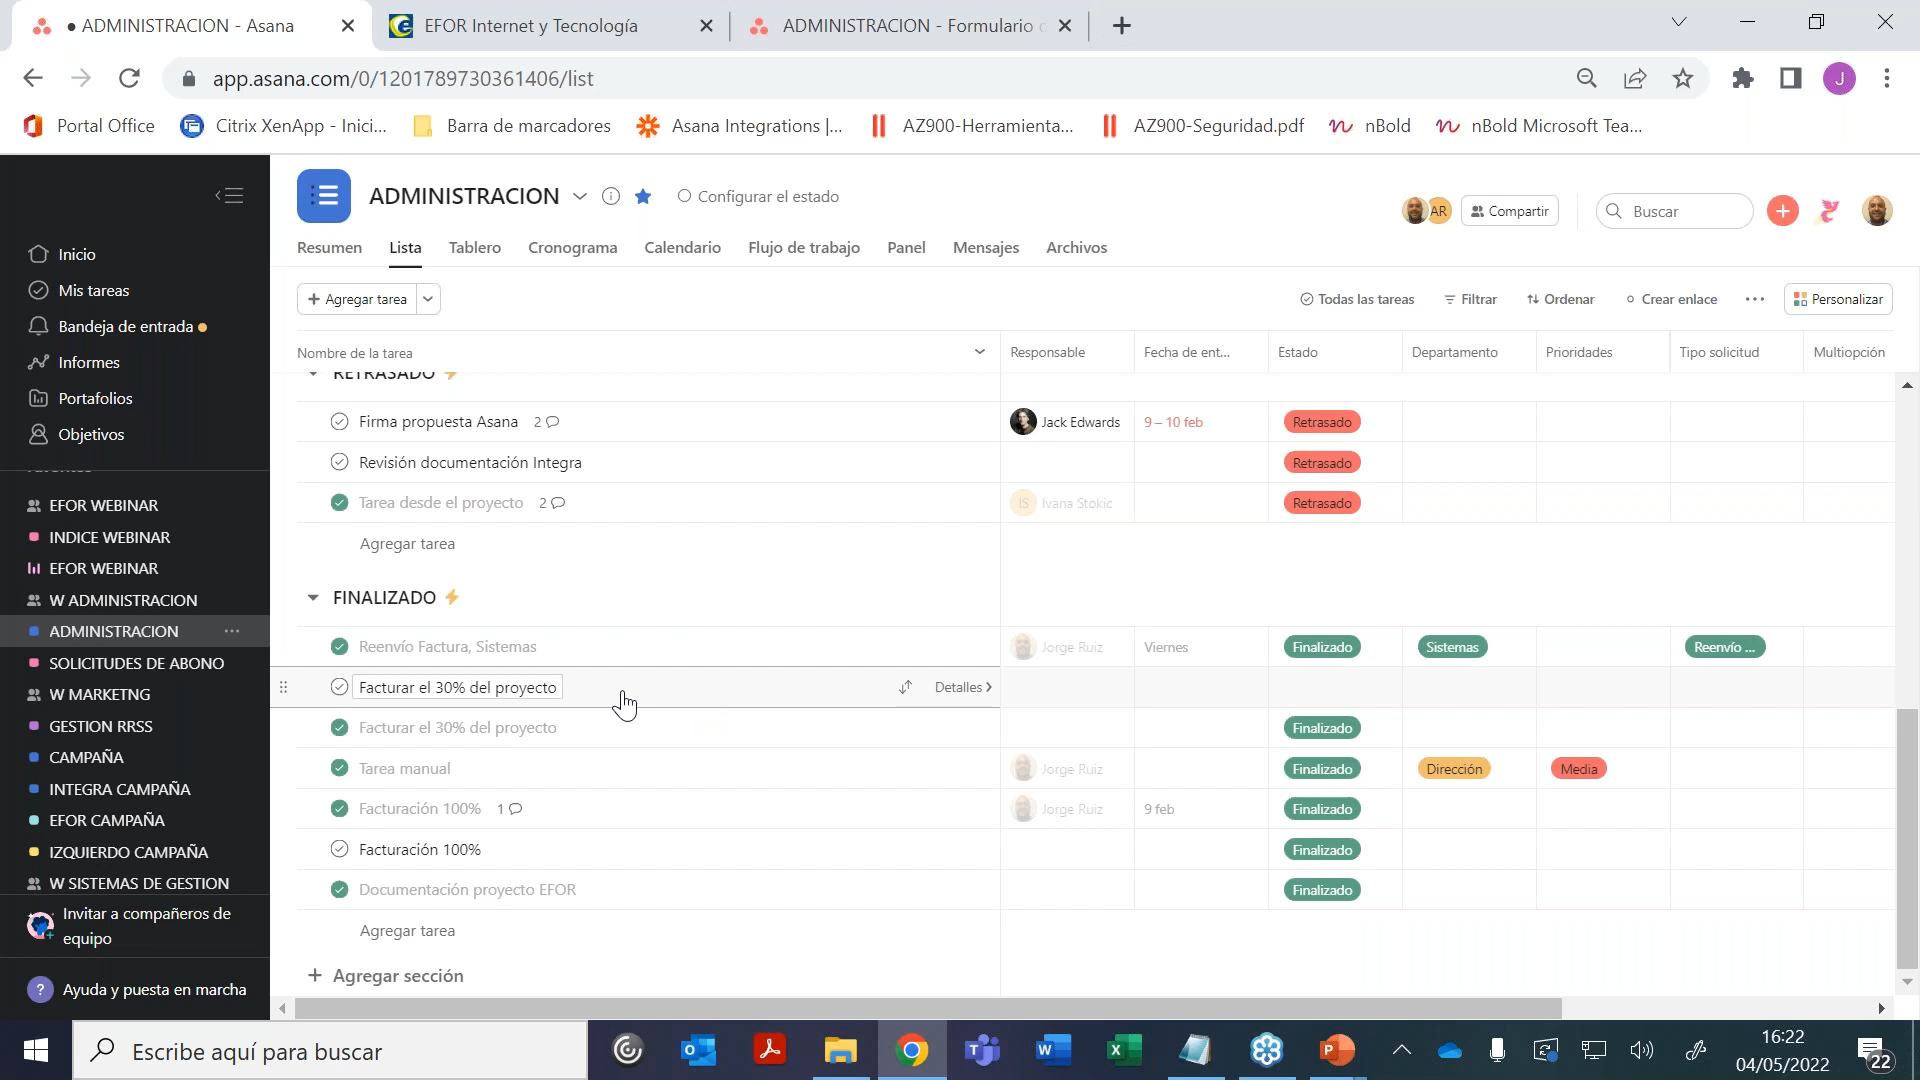 ● ADMINISTRACION - Asana
EFOR Internet y Tecnología
ADMINISTRACION - Formulario
app.asana.com/0/1201789730361406/list
J
Portal Office
Citrix XenApp - Inici...
Barra de marcadores
Asana Integrations |...
AZ900-Herramienta...
AZ900-Seguridad.pdf
nBold
nBold Microsoft Tea...
Inicio
Mis tareas
Bandeja de entrada
Informes
Portafolios
Objetivos
EFOR WEBINAR
INDICE WEBINAR
EFOR WEBINAR
W ADMINISTRACION
ADMINISTRACION ...
SOLICITUDES DE ABONO
W MARKETNG
GESTION RRSS
CAMPAÑA
INTEGRA CAMPAÑA
EFOR CAMPAÑA
IZQUIERDO CAMPAÑA
W SISTEMAS DE GESTION
Invitar a compañeros de
equipo
? Ayuda y puesta en marcha
ADMINISTRACION
Configurar el estado
AR
Compartir
Buscar
Resumen Lista Tablero Cronograma Calendario Flujo de trabajo Panel Mensajes Archivos
+ Agregar tarea
Todas las tareas
Filtrar
Ordenar
Crear enlace
...
Personalizar
Nombre de la tarea Responsable Fecha de ent... Estado Departamento Prioridades Tipo solicitud Multiopción
RETRASADO
Firma propuesta Asana 2 Jack Edwards 9 – 10 feb Retrasado
Revisión documentación Integra Retrasado
Tarea desde el proyecto 2 IS Ivana Stokic Retrasado
Agregar tarea
FINALIZADO
Reenvío Factura, Sistemas Jorge Ruiz Viernes Finalizado Sistemas Reenvío ...
Facturar el 30% del proyecto Detalles
Facturar el 30% del proyecto Finalizado
Tarea manual Jorge Ruiz Finalizado Dirección Media
Facturación 100% 1 Jorge Ruiz 9 feb Finalizado
Facturación 100% Finalizado
Documentación proyecto EFOR Finalizado
Agregar tarea
+ Agregar sección
Escribe aquí para buscar
16:22
04/05/2022
22